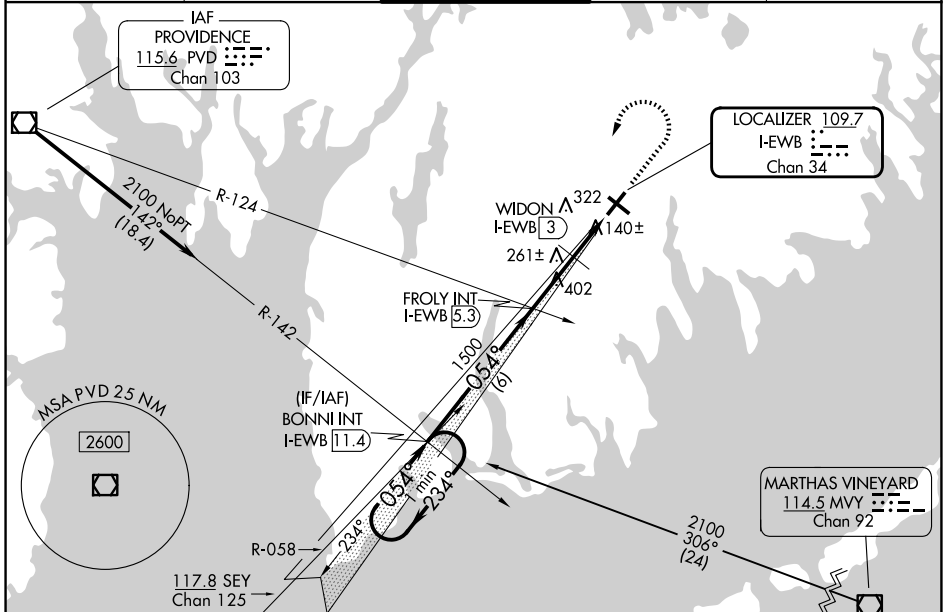 IAF
PROVIDENCE
115.6 PVD
Chan 103
LOCALIZER 109.7
I-EWB
Chan 34
2100 NoPT
142°
(18.4)
R-124
WIDON
I-EWB 3
322
140±
261±
402
FROLY INT
I-EWB 5.3
R-142
1500
054°
(6)
MSA PVD 25 NM
2600
(IF/IAF)
BONNI INT
I-EWB 11.4
054°
1 min
234°
234°
MARTHAS VINEYARD
114.5 MVY
Chan 92
2100
306°
(24)
R-058
117.8 SEY
Chan 125